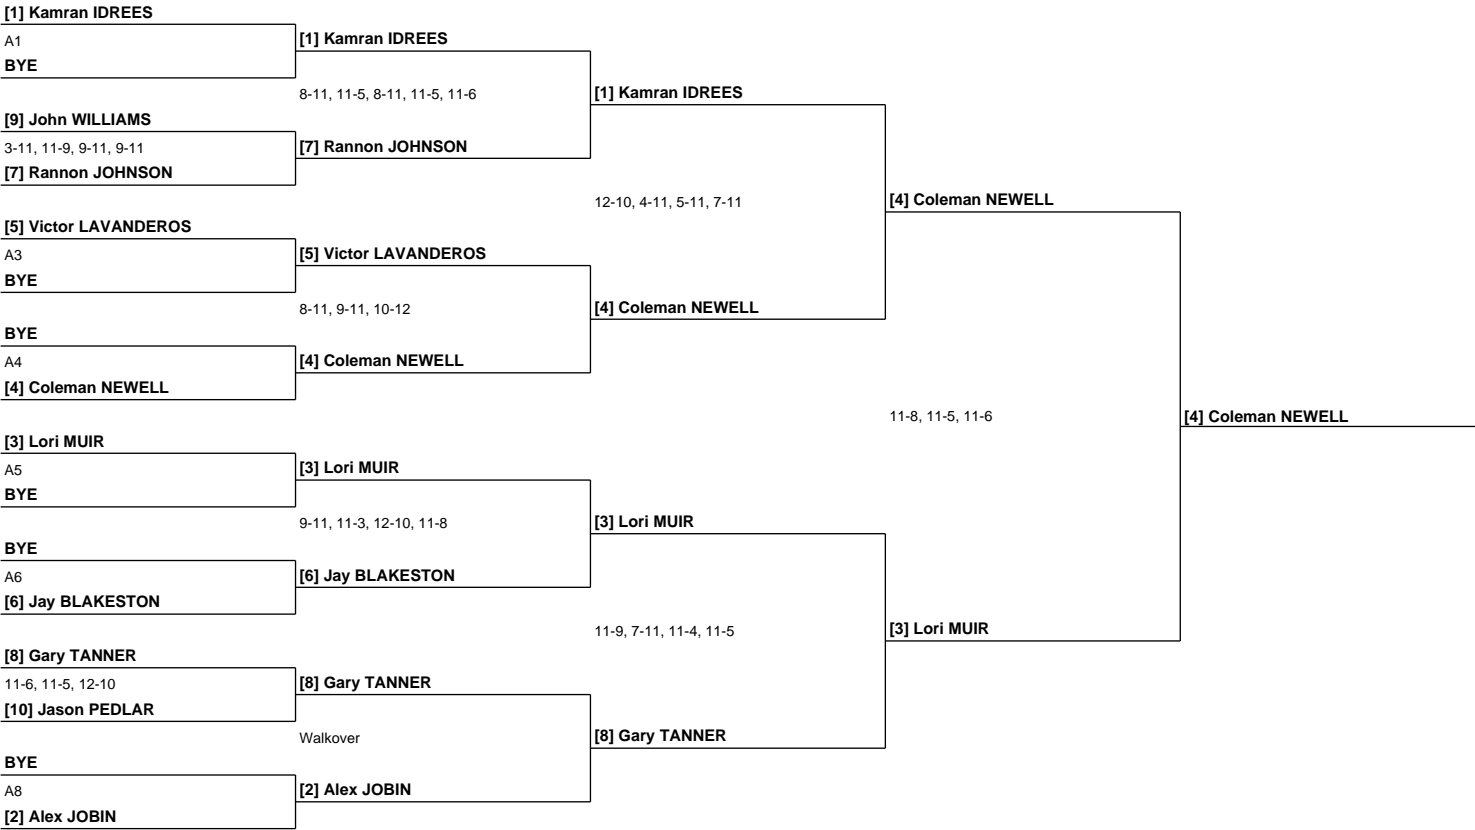 [1] Kamran IDREES
A1
BYE
[9] John WILLIAMS
3-11, 11-9, 9-11, 9-11
[7] Rannon JOHNSON
[5] Victor LAVANDEROS
A3
BYE
BYE
A4
[4] Coleman NEWELL
[3] Lori MUIR
A5
BYE
BYE
A6
[6] Jay BLAKESTON
[8] Gary TANNER
11-6, 11-5, 12-10
[10] Jason PEDLAR
BYE
A8
[2] Alex JOBIN
[1] Kamran IDREES
8-11, 11-5, 8-11, 11-5, 11-6
[7] Rannon JOHNSON
[5] Victor LAVANDEROS
8-11, 9-11, 10-12
[4] Coleman NEWELL
[3] Lori MUIR
9-11, 11-3, 12-10, 11-8
[6] Jay BLAKESTON
[8] Gary TANNER
Walkover
[2] Alex JOBIN
[1] Kamran IDREES
12-10, 4-11, 5-11, 7-11
[4] Coleman NEWELL
[3] Lori MUIR
11-9, 7-11, 11-4, 11-5
[8] Gary TANNER
[4] Coleman NEWELL
11-8, 11-5, 11-6
[3] Lori MUIR
[4] Coleman NEWELL